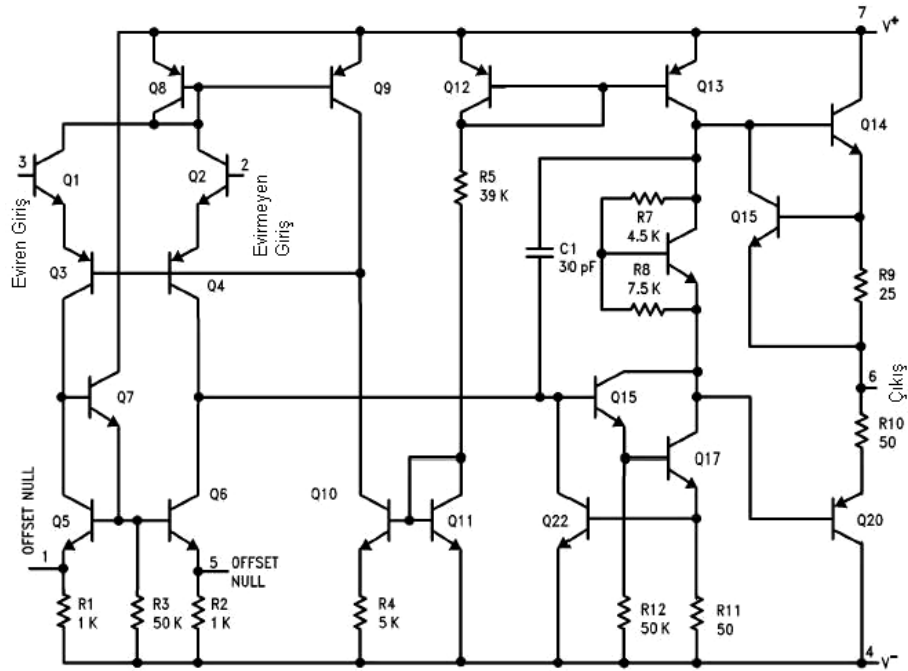 7
V+
Q8
Q9
Q12
Q13
Q14
3
Q1
Q2
2
R5
39 K
R7
4.5 K
Q15
Eviren Giriş
Evirmeyen
Giriş
Q3
Q4
C1
30 pF
R8
7.5 K
R9
25
Q7
Q15
6
Çıkış
R10
50
Q17
OFFSET NULL
Q5
Q6
Q10
Q11
Q22
Q20
1
5
OFFSET
NULL
R1
1 K
R3
50 K
R2
1 K
R4
5 K
R12
50 K
R11
50
4
V-